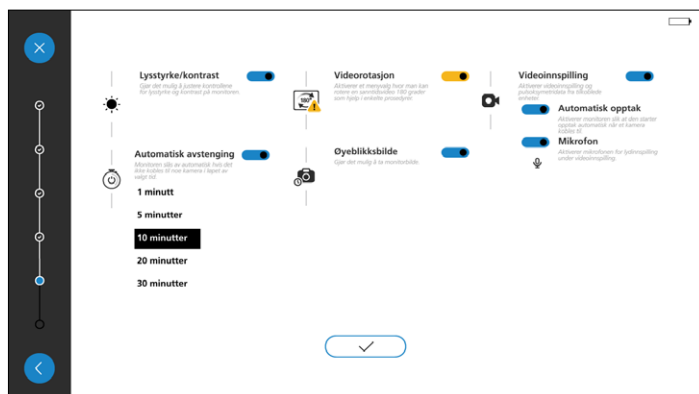 Lysstyrke/kontrast
Gjør det mulig å justere kontrollene
for lysstyrke og kontrast på monitoren.
Videorotasjon
Aktiverer et menyvalg hvor man kan
rotere en sanntidsvideo 180 grader
som hjelp i enkelte prosedyrer.
180°
Videoinnspilling
Aktiverer videoinnspilling og
pulsoksymetridata fra tilkoblede
enheter.
Automatisk opptak
Aktiverer monitoren slik at den starter
opptak automatisk når et kamera
kobles til.
Mikrofon
Aktiverer mikrofonen for lydinnspilling
under videoinnspilling
Automatisk avstenging
Monitoren slås av automatisk hvis det
ikke kobles til noe kamera i løpet av
valgt tid.
1 minutt
5 minutter
10 minutter
20 minutter
30 minutter
Øyeblikksbilde
Gjør det mulig å ta monitorbilde